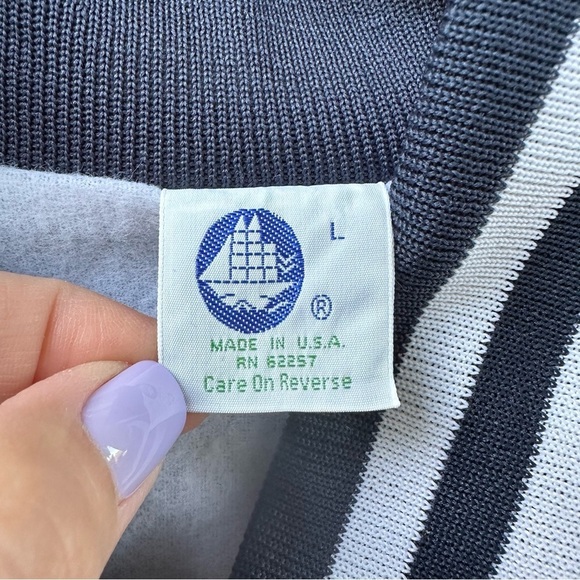 L
®
MADE IN U.S.A.
RN 62257
Care On Reverse